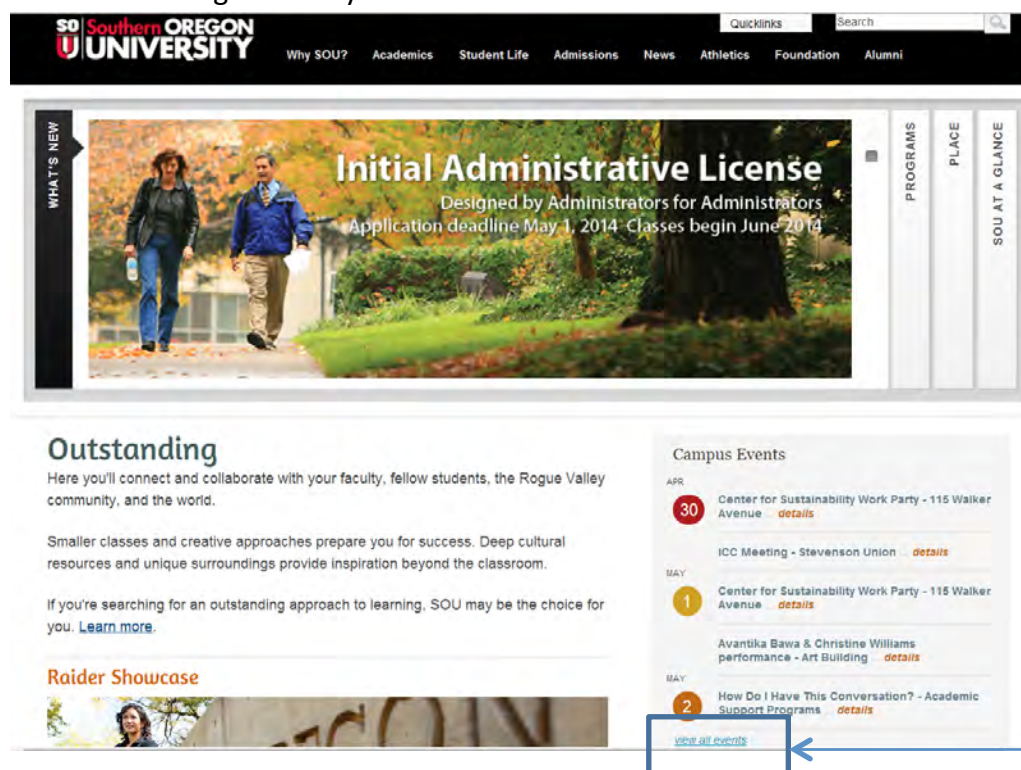 SO Southern OREGON
U UNIVERSITY
Quicklinks
Search
Why SOU? Academics Student Life Admissions News Athletics Foundation Alumni
WHAT'S NEW
Initial Administrative License
Designed by Administrators for Administrators
Application deadline May 1, 2014 Classes begin June 2014
PROGRAMS
PLACE
SOU AT A GLANCE
Outstanding
Here you'll connect and collaborate with your faculty, fellow students, the Rogue Valley
community, and the world.
Smaller classes and creative approaches prepare you for success. Deep cultural
resources and unique surroundings provide inspiration beyond the classroom.
If you're searching for an outstanding approach to learning, SOU may be the choice for
you. Learn more.
Raider Showcase
Campus Events
APR
30
Center for Sustainability Work Party - 115 Walker
Avenue ... details
ICC Meeting - Stevenson Union ... details
MAY
1
Center for Sustainability Work Party - 115 Walker
Avenue ... details
Avantika Bawa & Christine Williams
performance - Art Building ... details
MAY
2
How Do I Have This Conversation? - Academic
Support Programs ... details
view all events